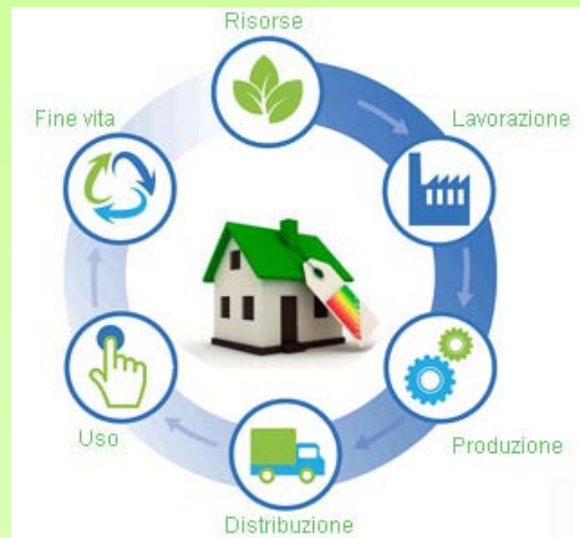 Risorse
Lavorazione
Produzione
Distribuzione
Uso
Fine vita